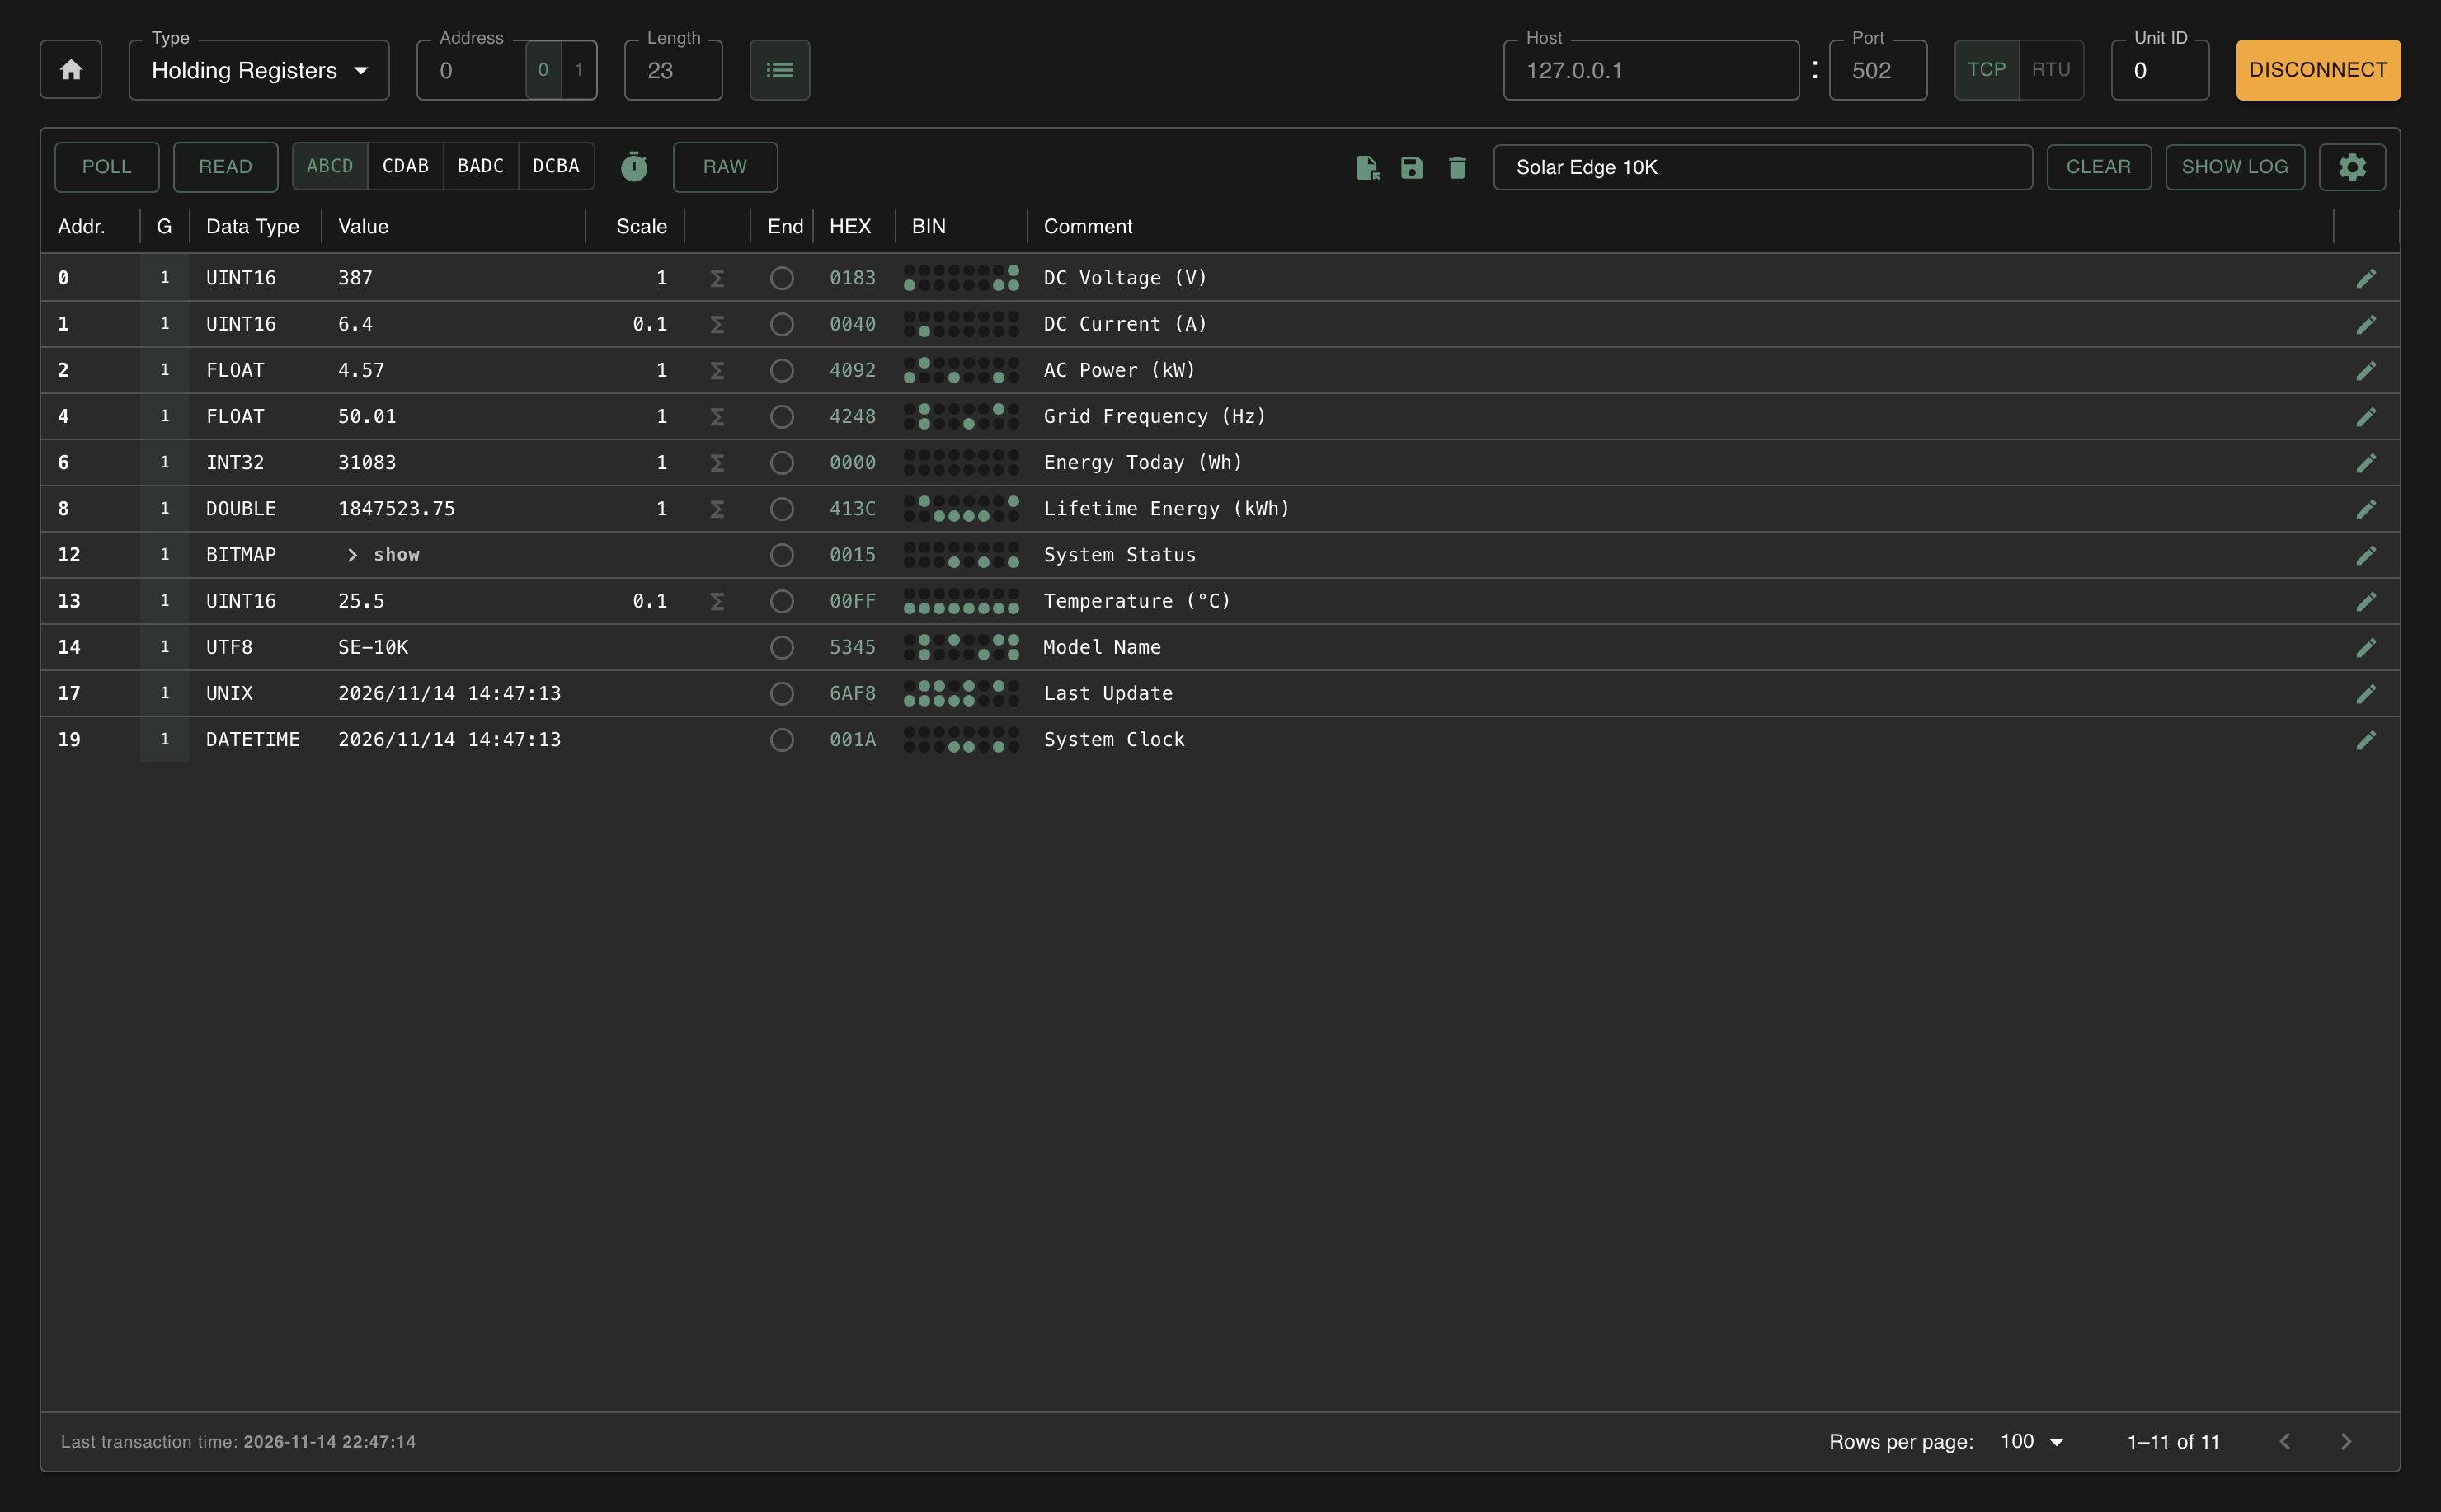 Type Address Length Host Port Unit ID
Holding Registers 0 0 1 23 127.0.0.1 : 502 TCP RTU 0 DISCONNECT
POLL READ ABCD CDAB BADC DCBA RAW Solar Edge 10K CLEAR SHOW LOG
Addr. G Data Type Value Scale End HEX BIN Comment
0 1 UINT16 387 1 Σ 0183 DC Voltage (V)
1 1 UINT16 6.4 0.1 Σ 0040 DC Current (A)
2 1 FLOAT 4.57 1 Σ 4092 AC Power (kW)
4 1 FLOAT 50.01 1 Σ 4248 Grid Frequency (Hz)
6 1 INT32 31083 1 Σ 0000 Energy Today (Wh)
8 1 DOUBLE 1847523.75 1 Σ 413C Lifetime Energy (kWh)
12 1 BITMAP show 0015 System Status
13 1 UINT16 25.5 0.1 Σ 00FF Temperature (°C)
14 1 UTF8 SE-10K 5345 Model Name
17 1 UNIX 2026/11/14 14:47:13 6AF8 Last Update
19 1 DATETIME 2026/11/14 14:47:13 001A System Clock
Last transaction time: 2026-11-14 22:47:14 Rows per page: 100 1–11 of 11